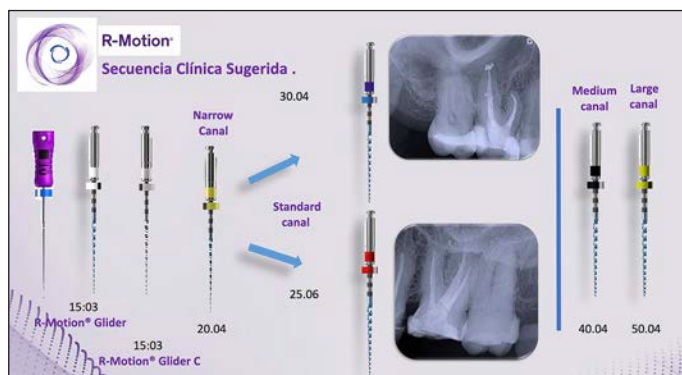 R-Motion®
Secuencia Clínica Sugerida .
30.04
Narrow
Canal
Medium
canal
Large
canal
Standard
canal
25.06
15:03
R-Motion® Glider
15:03
R-Motion® Glider C
20.04
40.04
50.04